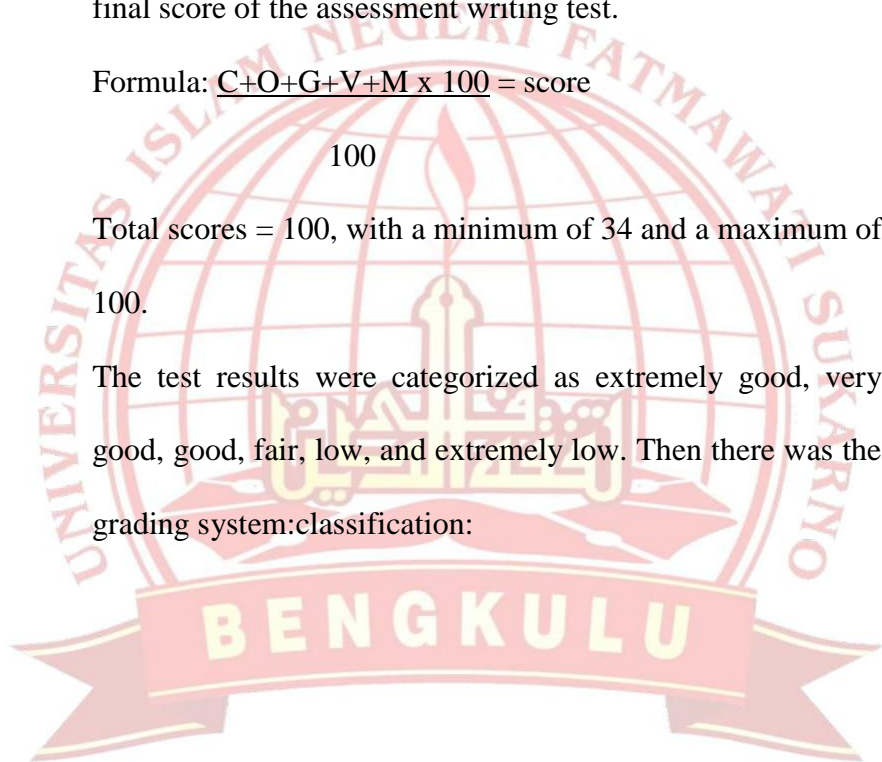 final score of the assessment writing test.
Formula: C+O+G+V+M x 100 = score
100
Total scores = 100, with a minimum of 34 and a maximum of
100.
The test results were categorized as extremely good, very
good, good, fair, low, and extremely low. Then there was the
grading system:classification:
UNIVERSITAS ISLAM NEGERI FATMAWATI SUKARNO
BENGKULU